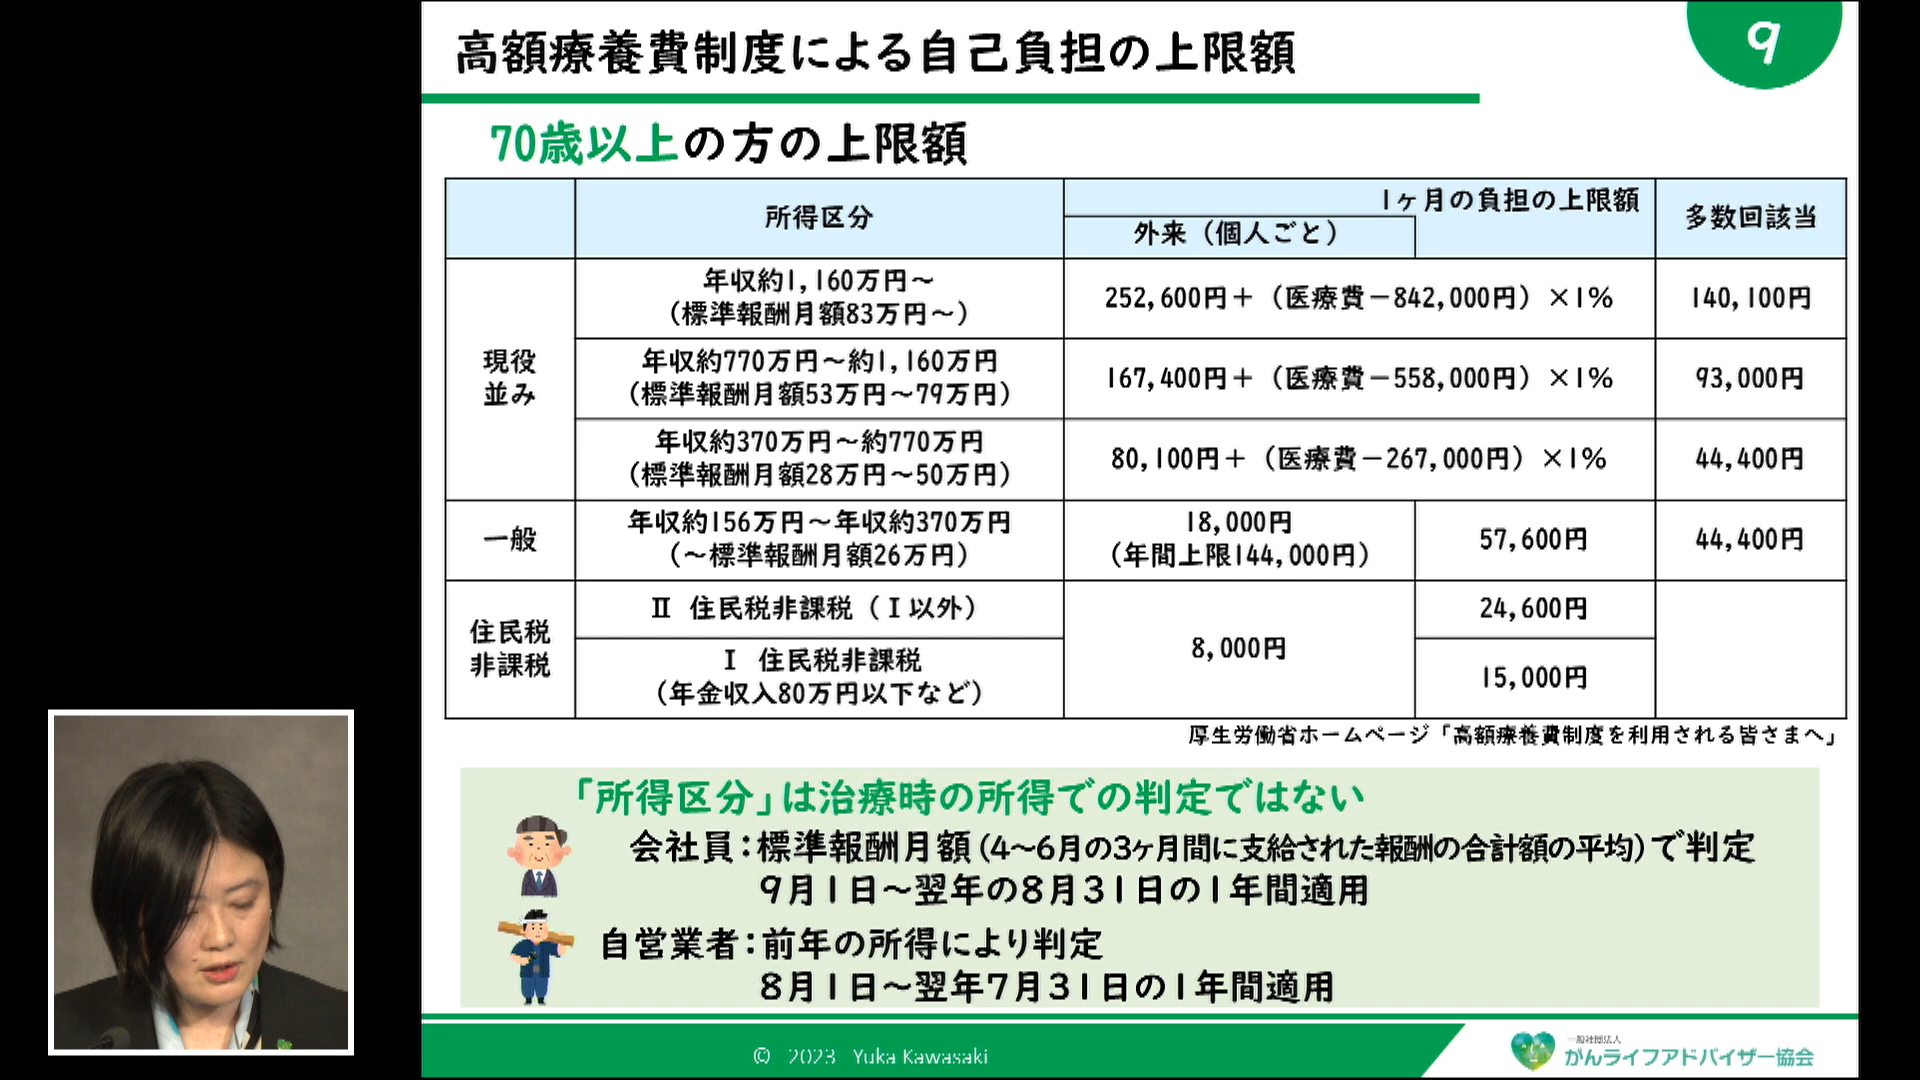 高額療養費制度による自己負担の上限額
9
70歳以上の方の上限額
所得区分
1ヶ月の負担の上限額
外来（個人ごと）
多数回該当
現役
並み
年収約1,160万円～
（標準報酬月額83万円～）
252,600円＋（医療費－842,000円）×1%
140,100円
年収約770万円～約1,160万円
（標準報酬月額53万円～79万円）
167,400円＋（医療費－558,000円）×1%
93,000円
年収約370万円～約770万円
（標準報酬月額28万円～50万円）
80,100円＋（医療費－267,000円）×1%
44,400円
一般
年収約156万円～年収約370万円
（～標準報酬月額26万円）
18,000円
（年間上限144,000円）
57,600円
44,400円
住民税
非課税
Ⅱ 住民税非課税（Ⅰ以外）
8,000円
24,600円
Ⅰ 住民税非課税
（年金収入80万円以下など）
15,000円
厚生労働省ホームページ「高額療養費制度を利用される皆さまへ」
「所得区分」は治療時の所得での判定ではない
会社員：標準報酬月額（4～6月の3ヶ月間に支給された報酬の合計額の平均）で判定
9月1日～翌年の8月31日の1年間適用
自営業者：前年の所得により判定
8月1日～翌年7月31日の1年間適用
© 2023 Yuka Kawasaki
一般社団法人
がんライフアドバイザー協会